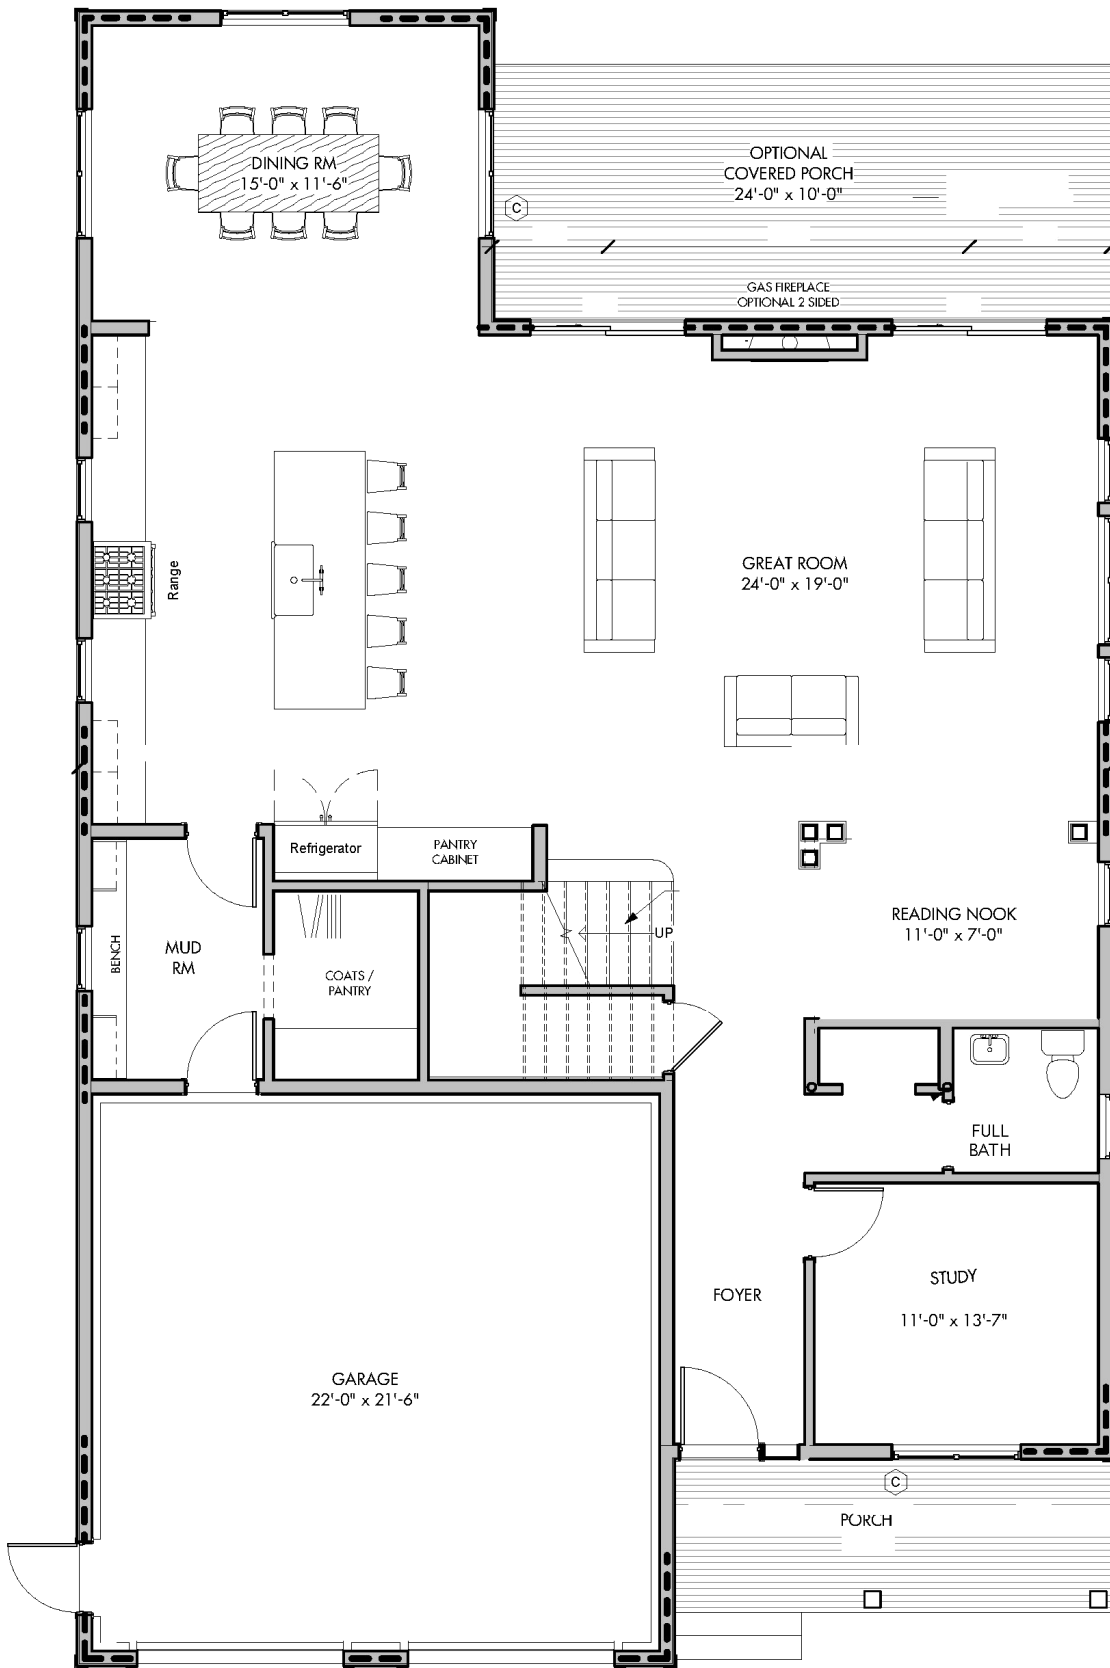 DINING RM
15'-0" x 11'-6"
OPTIONAL
COVERED PORCH
24'-0" x 10'-0"
C
GAS FIREPLACE
OPTIONAL 2 SIDED
Range
GREAT ROOM
24'-0" x 19'-0"
Refrigerator
PANTRY
CABINET
READING NOOK
11'-0" x 7'-0"
UP
BENCH
MUD
RM
COATS /
PANTRY
FULL
BATH
STUDY
11'-0" x 13'-7"
FOYER
GARAGE
22'-0" x 21'-6"
C
PORCH